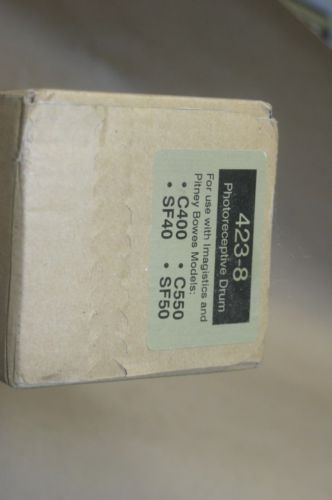 423-8
Photoreceptive Drum
For use with Imagistics and
Pitney Bowes Models:
• C400 • C550
• SF40 • SF50